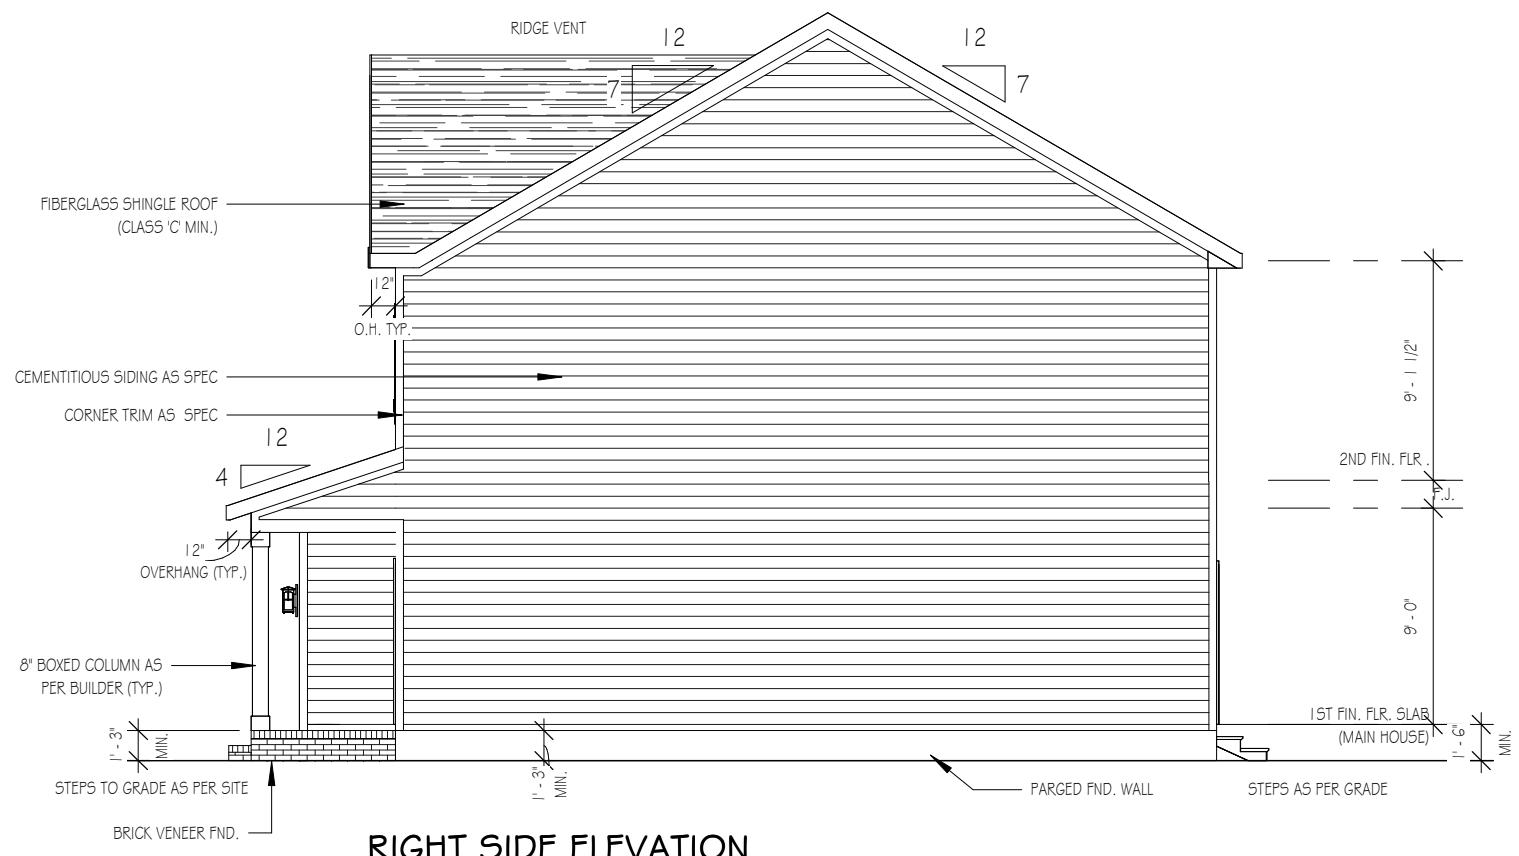 RIDGE VENT
12
7
12
7
FIBERGLASS SHINGLE ROOF
(CLASS 'C' MIN.)
12"
O.H. TYP.
CEMENTITIOUS SIDING AS SPEC
CORNER TRIM AS SPEC
12
4
9' - 1 1/2"
2ND FIN. FLR.
F.J.
12"
OVERHANG (TYP.)
9' - 0"
8" BOXED COLUMN AS
PER BUILDER (TYP.)
1ST FIN. FLR. SLAB
(MAIN HOUSE)
1' - 3"
MIN.
1' - 6"
MIN.
1' - 3"
MIN.
STEPS TO GRADE AS PER SITE
PARGED FND. WALL
STEPS AS PER GRADE
BRICK VENEER FND.
RIGHT SIDE ELEVATION